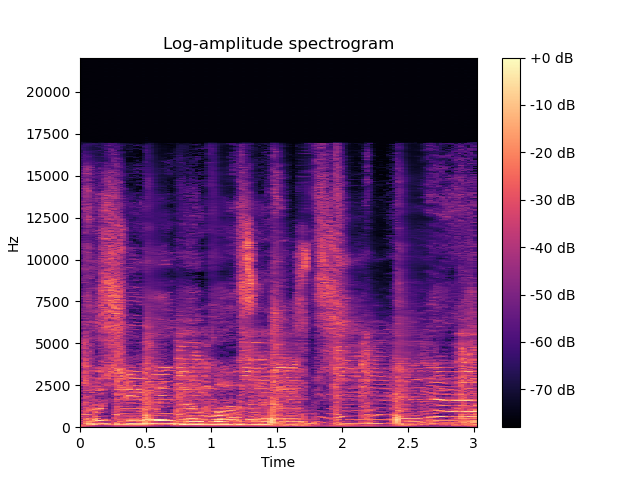 Log-amplitude spectrogram
Hz
20000
17500
15000
12500
10000
7500
5000
2500
0
0
0.5
1
1.5
2
2.5
3
Time
+0 dB
-10 dB
-20 dB
-30 dB
-40 dB
-50 dB
-60 dB
-70 dB